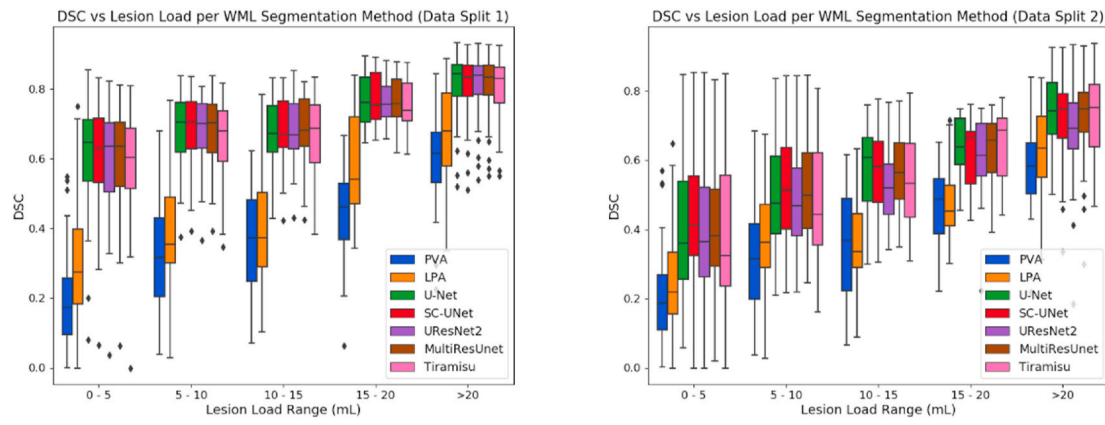 DSC vs Lesion Load per WML Segmentation Method (Data Split 1)
DSC
0.8
0.6
0.4
0.2
0.0
PVA
LPA
U-Net
SC-UNet
UResNet2
MultiResUnet
Tiramisu
0 - 5
5 - 10
10 - 15
15 - 20
>20
Lesion Load Range (mL)
DSC vs Lesion Load per WML Segmentation Method (Data Split 2)
DSC
0.8
0.6
0.4
0.2
0.0
PVA
LPA
U-Net
SC-UNet
UResNet2
MultiResUnet
Tiramisu
0 - 5
5 - 10
10 - 15
15 - 20
>20
Lesion Load Range (mL)